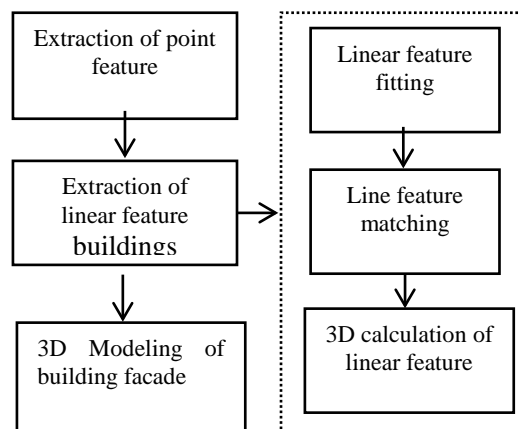 Extraction of point
feature
Extraction of
linear feature
buildings
3D Modeling of
building facade
Linear feature
fitting
Line feature
matching
3D calculation of
linear feature